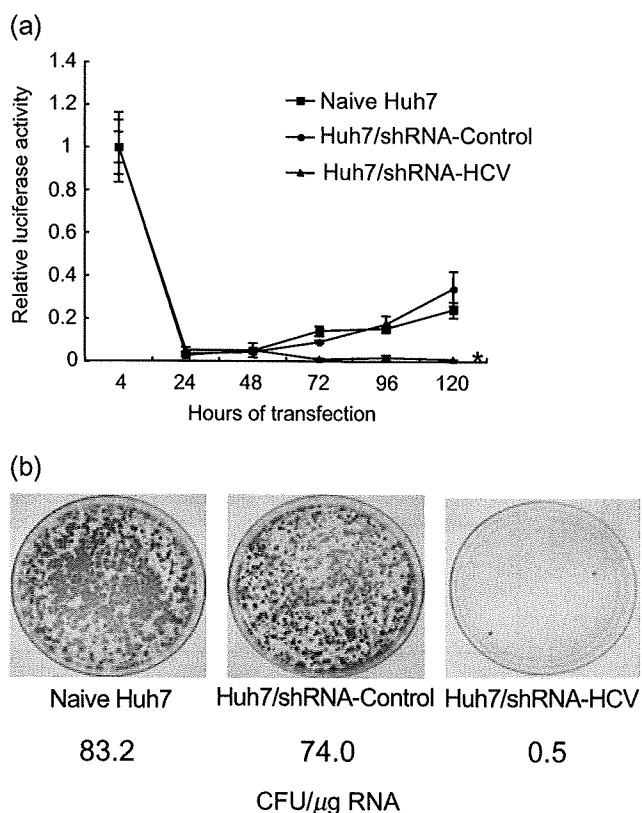 (a)
Relative luciferase activity
1.4
1.2
1
0.8
0.6
0.4
0.2
0
4 24 48 72 96 120
Hours of transfection
Naive Huh7
Huh7/shRNA-Control
Huh7/shRNA-HCV
*
(b)
Naive Huh7 Huh7/shRNA-Control Huh7/shRNA-HCV
83.2 74.0 0.5
CFU/μg RNA